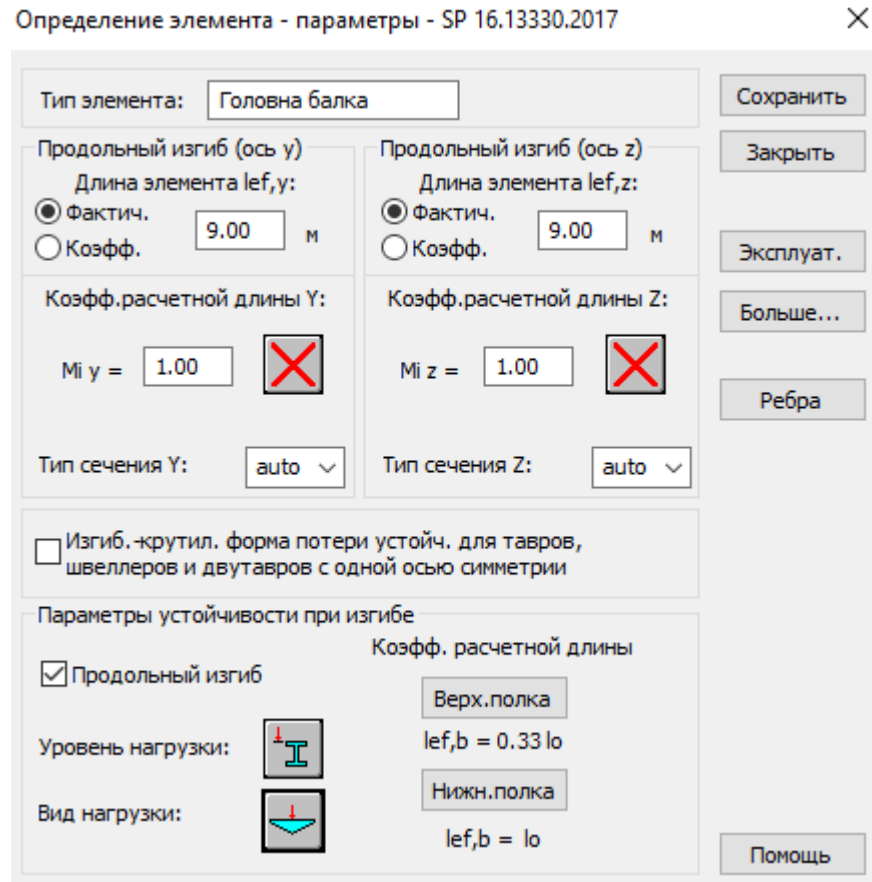 Определение элемента - параметры - SP 16.13330.2017
Тип элемента: Головна балка
Сохранить
Продольный изгиб (ось y) Продольный изгиб (ось z)
Закрыть
Длина элемента lef,y: Длина элемента lef,z:
Фактич. 9.00 м Фактич. 9.00 м
Коэфф. Коэфф.
Эксплуат.
Коэфф.расчетной длины Y: Коэфф.расчетной длины Z:
Больше...
Mi y = 1.00 Mi z = 1.00
Ребра
Тип сечения Y: auto Тип сечения Z: auto
Изгиб.-крутил. форма потери устойч. для тавров,
швеллеров и двутавров с одной осью симметрии
Параметры устойчивости при изгибе
Коэфф. расчетной длины
Продольный изгиб
Верх.полка
Уровень нагрузки: lef,b = 0.33 lo
Нижн.полка
Вид нагрузки:
lef,b = lo
Помощь